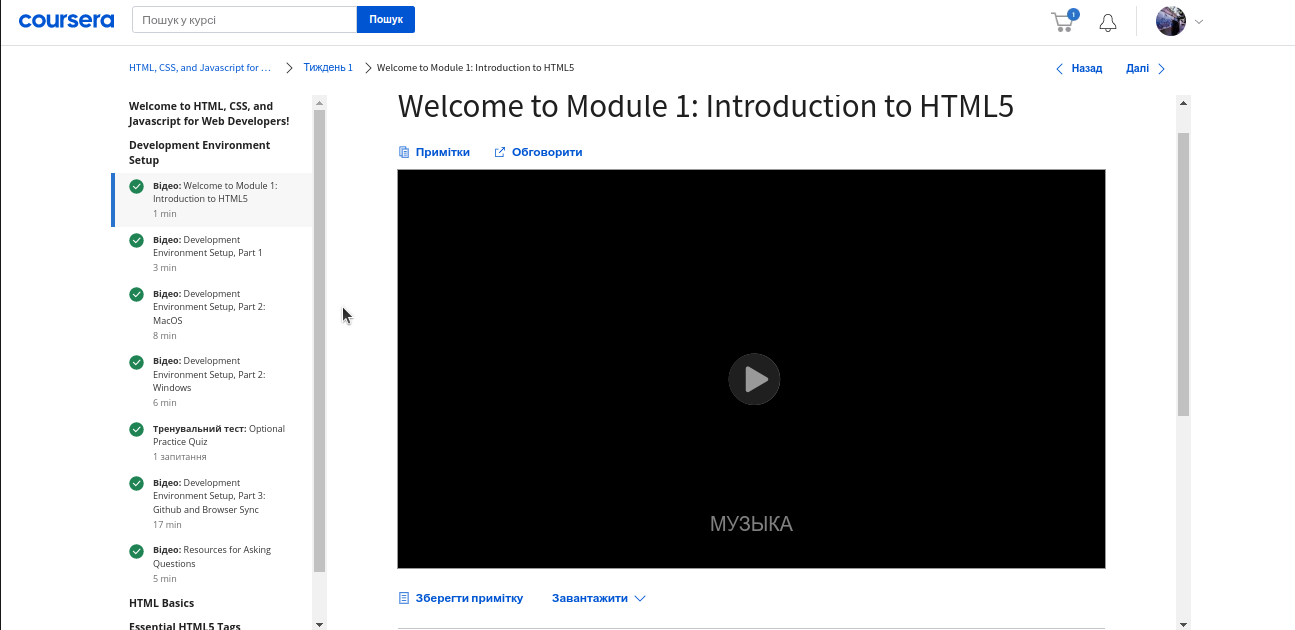 coursera
Пошук у курсі
Пошук
1
HTML, CSS, and Javascript for ...
Тиждень 1
Welcome to Module 1: Introduction to HTML5
Назад
Далі
Welcome to HTML, CSS, and
Javascript for Web Developers!
Development Environment
Setup
Відео: Welcome to Module 1:
Introduction to HTML5
1 min
Відео: Development
Environment Setup, Part 1
3 min
Відео: Development
Environment Setup, Part 2:
MacOS
8 min
Відео: Development
Environment Setup, Part 2:
Windows
6 min
Тренувальний тест: Optional
Practice Quiz
1 запитання
Відео: Development
Environment Setup, Part 3:
Github and Browser Sync
17 min
Відео: Resources for Asking
Questions
5 min
HTML Basics
Essential HTML5 Tags
Welcome to Module 1: Introduction to HTML5
Примітки
Обговорити
МУЗЫКА
Зберегти примітку
Завантажити